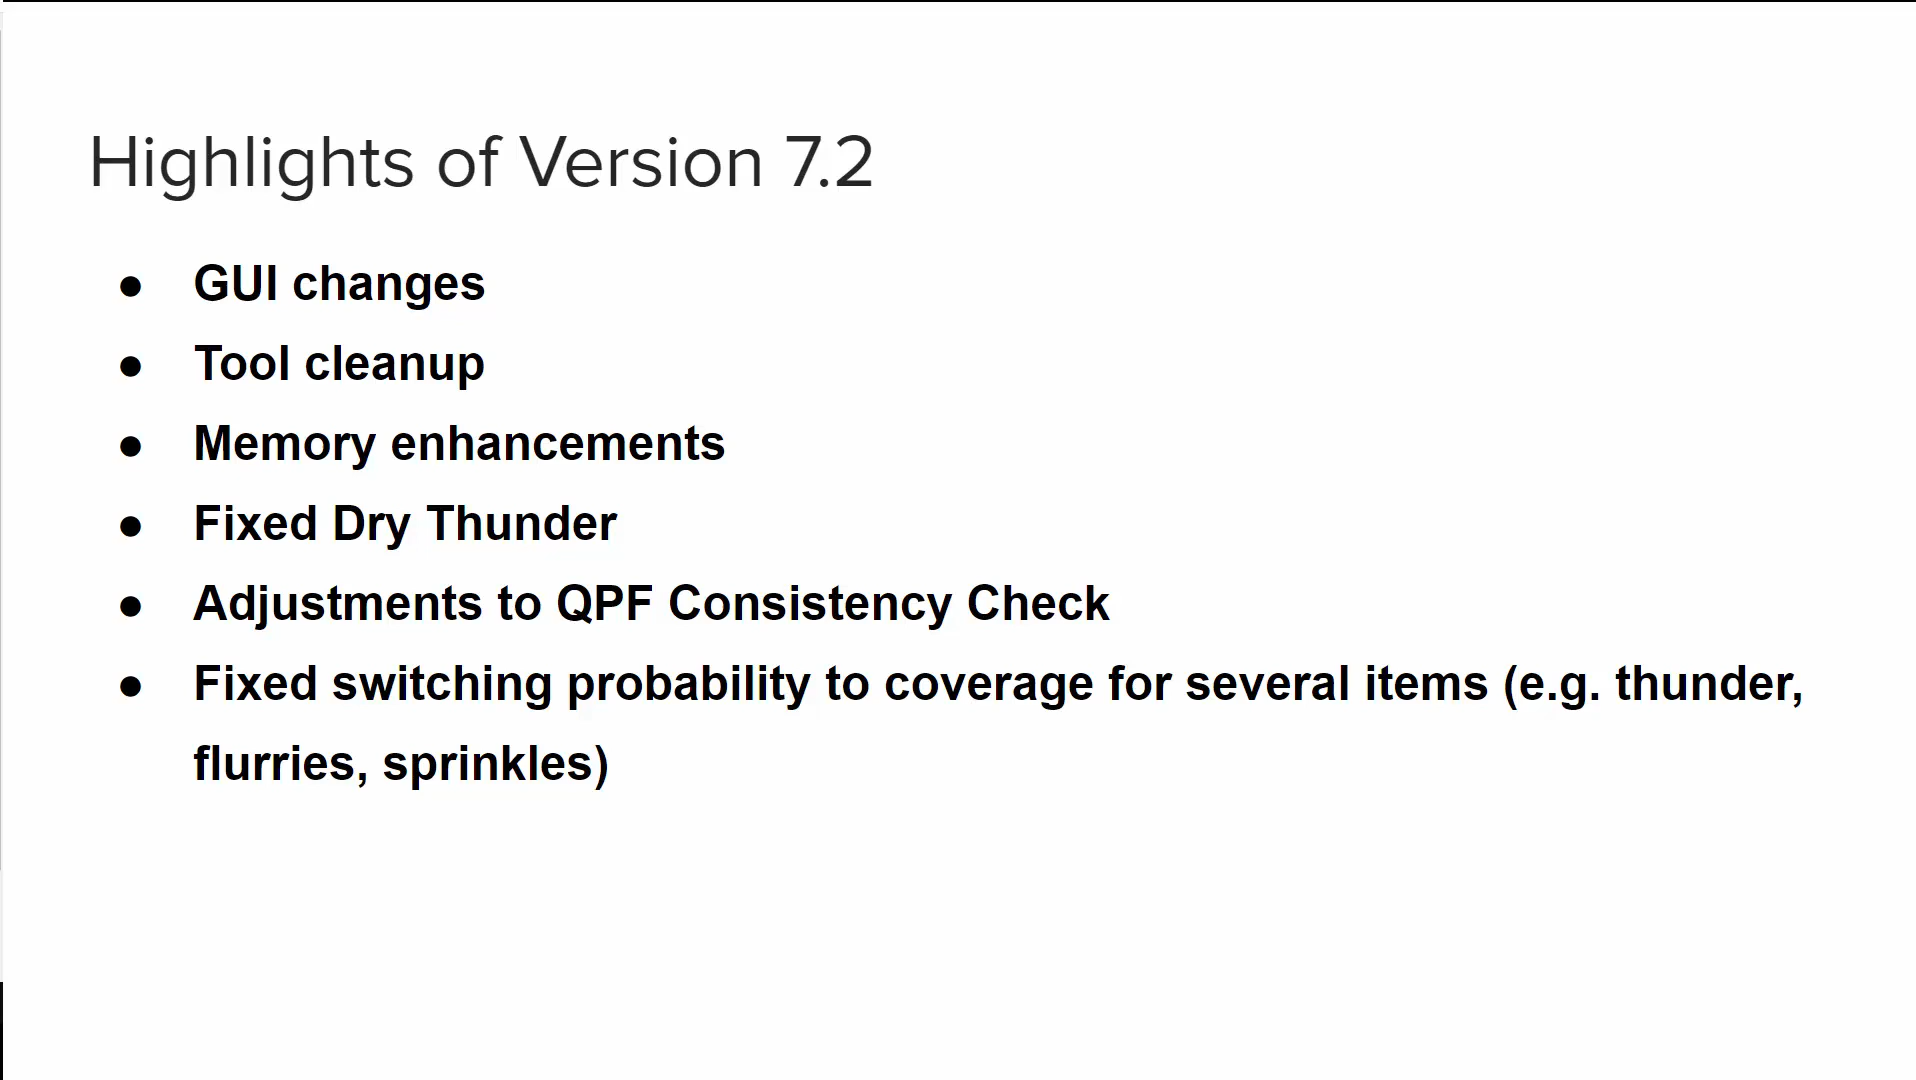 Highlights of Version 7.2
● GUI changes
● Tool cleanup
● Memory enhancements
● Fixed Dry Thunder
● Adjustments to QPF Consistency Check
● Fixed switching probability to coverage for several items (e.g. thunder,
flurries, sprinkles)